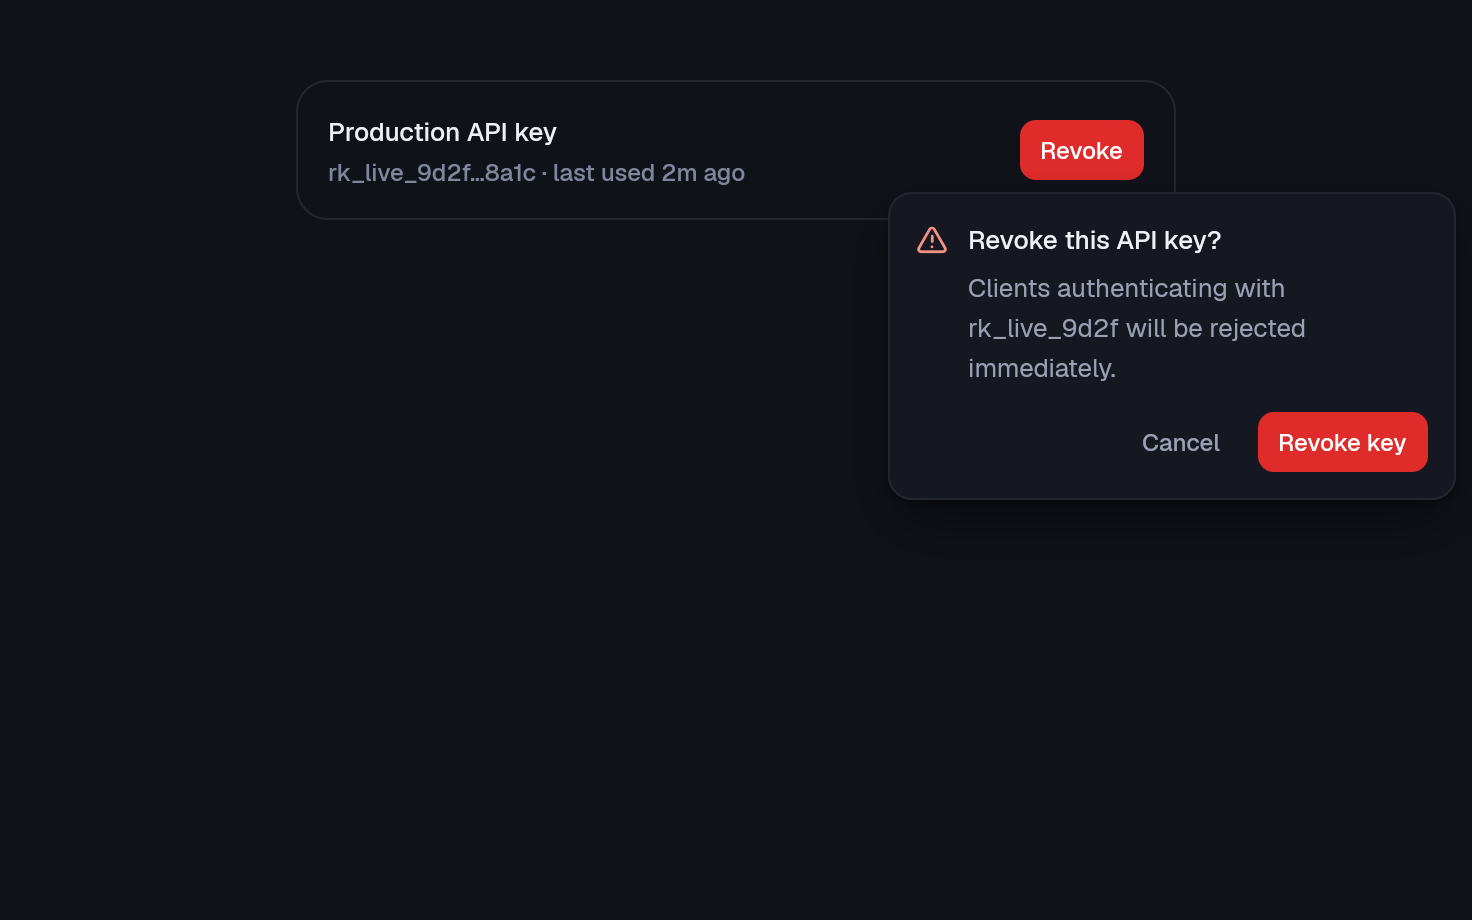 Production API key
rk_live_9d2f…8a1c · last used 2m ago
Revoke
Revoke this API key?
Clients authenticating with
rk_live_9d2f will be rejected
immediately.
Cancel
Revoke key